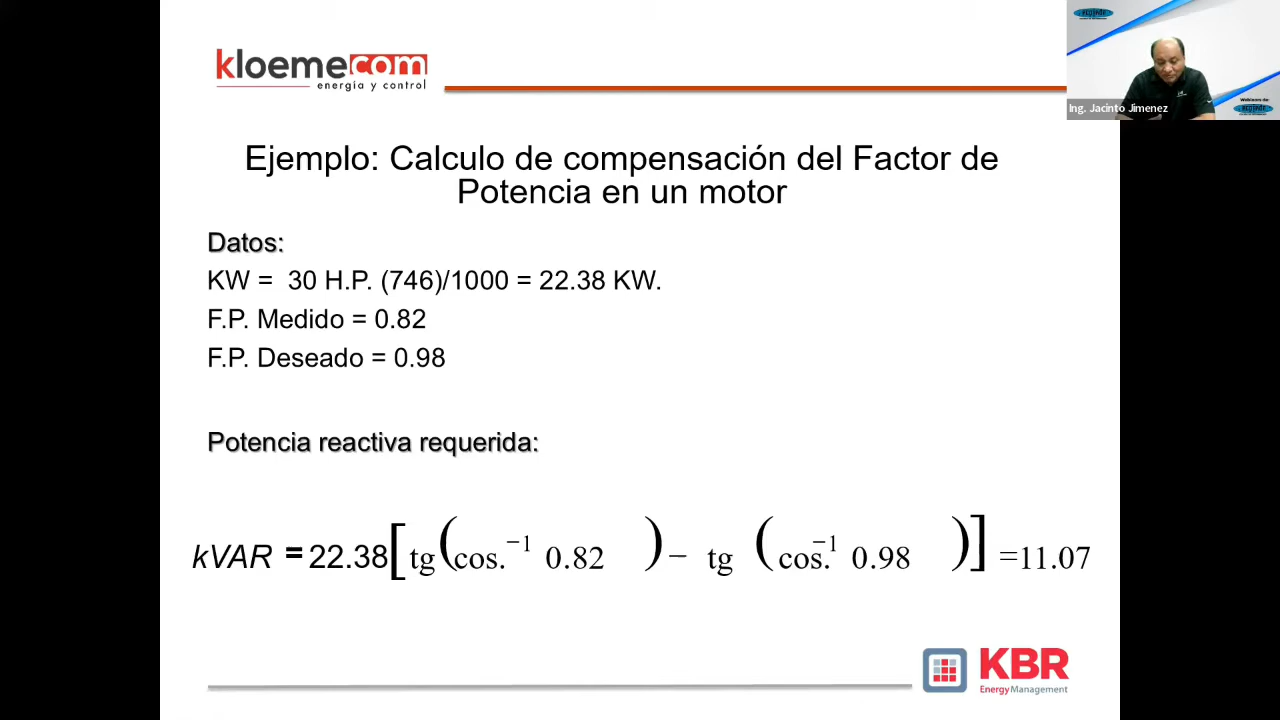 kloemecom
energía y control
Ing. Jacinto Jimenez
Webinars de:
Ejemplo: Calculo de compensación del Factor de
Potencia en un motor
Datos:
KW = 30 H.P. (746)/1000 = 22.38 KW.
F.P. Medido = 0.82
F.P. Deseado = 0.98
Potencia reactiva requerida:
kVAR = 22.38[tg(cos.⁻¹ 0.82) − tg (cos.⁻¹ 0.98)] =11.07
KBR
Energy Management